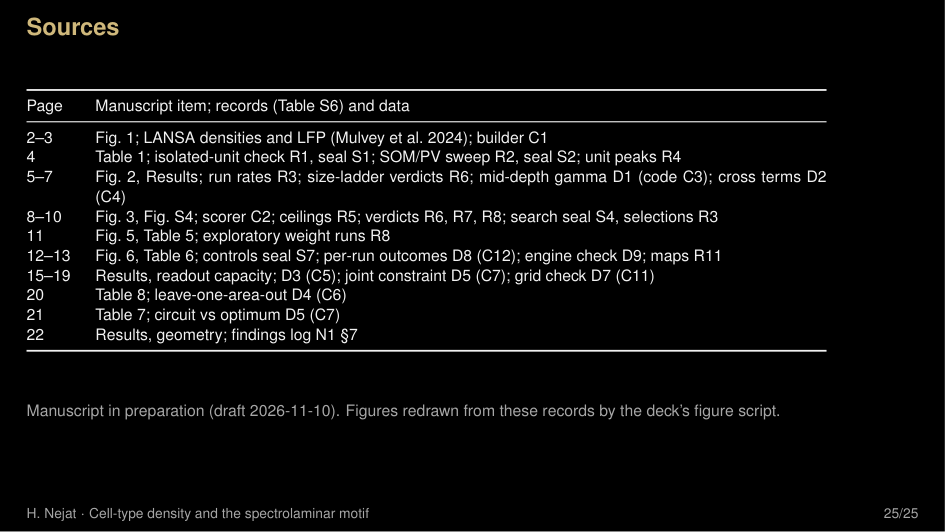 Sources
Page Manuscript item; records (Table S6) and data
2–3 Fig. 1; LANSA densities and LFP (Mulvey et al. 2024); builder C1
4 Table 1; isolated-unit check R1, seal S1; SOM/PV sweep R2, seal S2; unit peaks R4
5–7 Fig. 2, Results; run rates R3; size-ladder verdicts R6; mid-depth gamma D1 (code C3); cross terms D2
(C4)
8–10 Fig. 3, Fig. S4; scorer C2; ceilings R5; verdicts R6, R7, R8; search seal S4, selections R3
11 Fig. 5, Table 5; exploratory weight runs R8
12–13 Fig. 6, Table 6; controls seal S7; per-run outcomes D8 (C12); engine check D9; maps R11
15–19 Results, readout capacity; D3 (C5); joint constraint D5 (C7); grid check D7 (C11)
20 Table 8; leave-one-area-out D4 (C6)
21 Table 7; circuit vs optimum D5 (C7)
22 Results, geometry; findings log N1 §7
Manuscript in preparation (draft 2026-11-10). Figures redrawn from these records by the deck's figure script.
H. Nejat · Cell-type density and the spectrolaminar motif
25/25